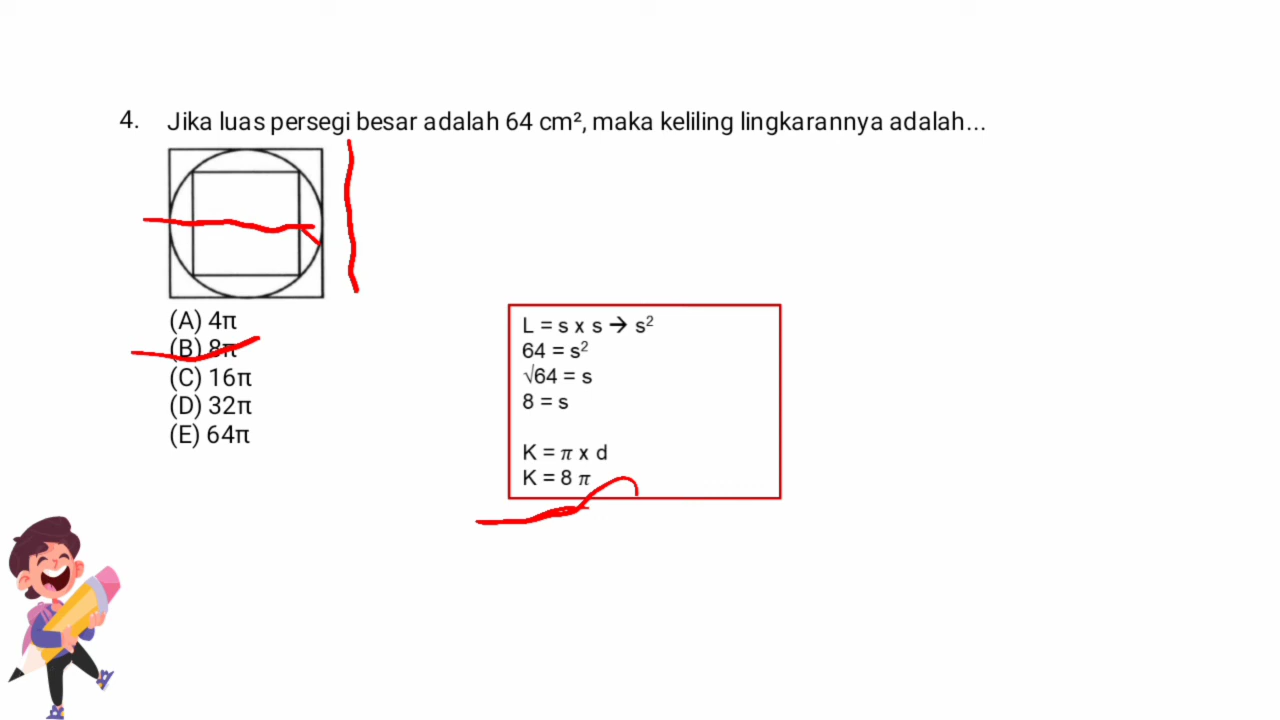 4. Jika luas persegi besar adalah 64 cm², maka keliling lingkarannya adalah...
(A) 4π
(B) 8π
(C) 16π
(D) 32π
(E) 64π
L = s x s → s²
64 = s²
√64 = s
8 = s
K = π x d
K = 8 π